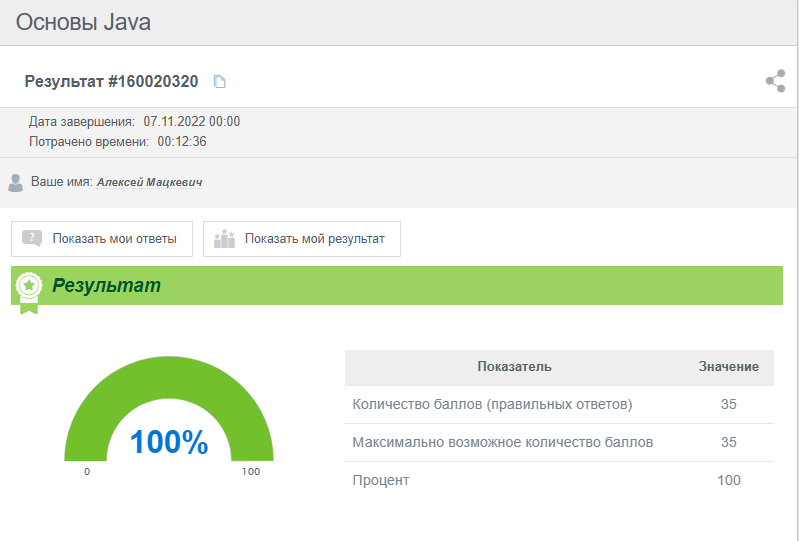 Основы Java
Результат #160020320
Дата завершения: 07.11.2022 00:00
Потрачено времени: 00:12:36
Ваше имя: Алексей Мацкевич
Показать мои ответы Показать мой результат
Результат
Показатель Значение
Количество баллов (правильных ответов) 35
Максимально возможное количество баллов 35
Процент 100
100%
0 100